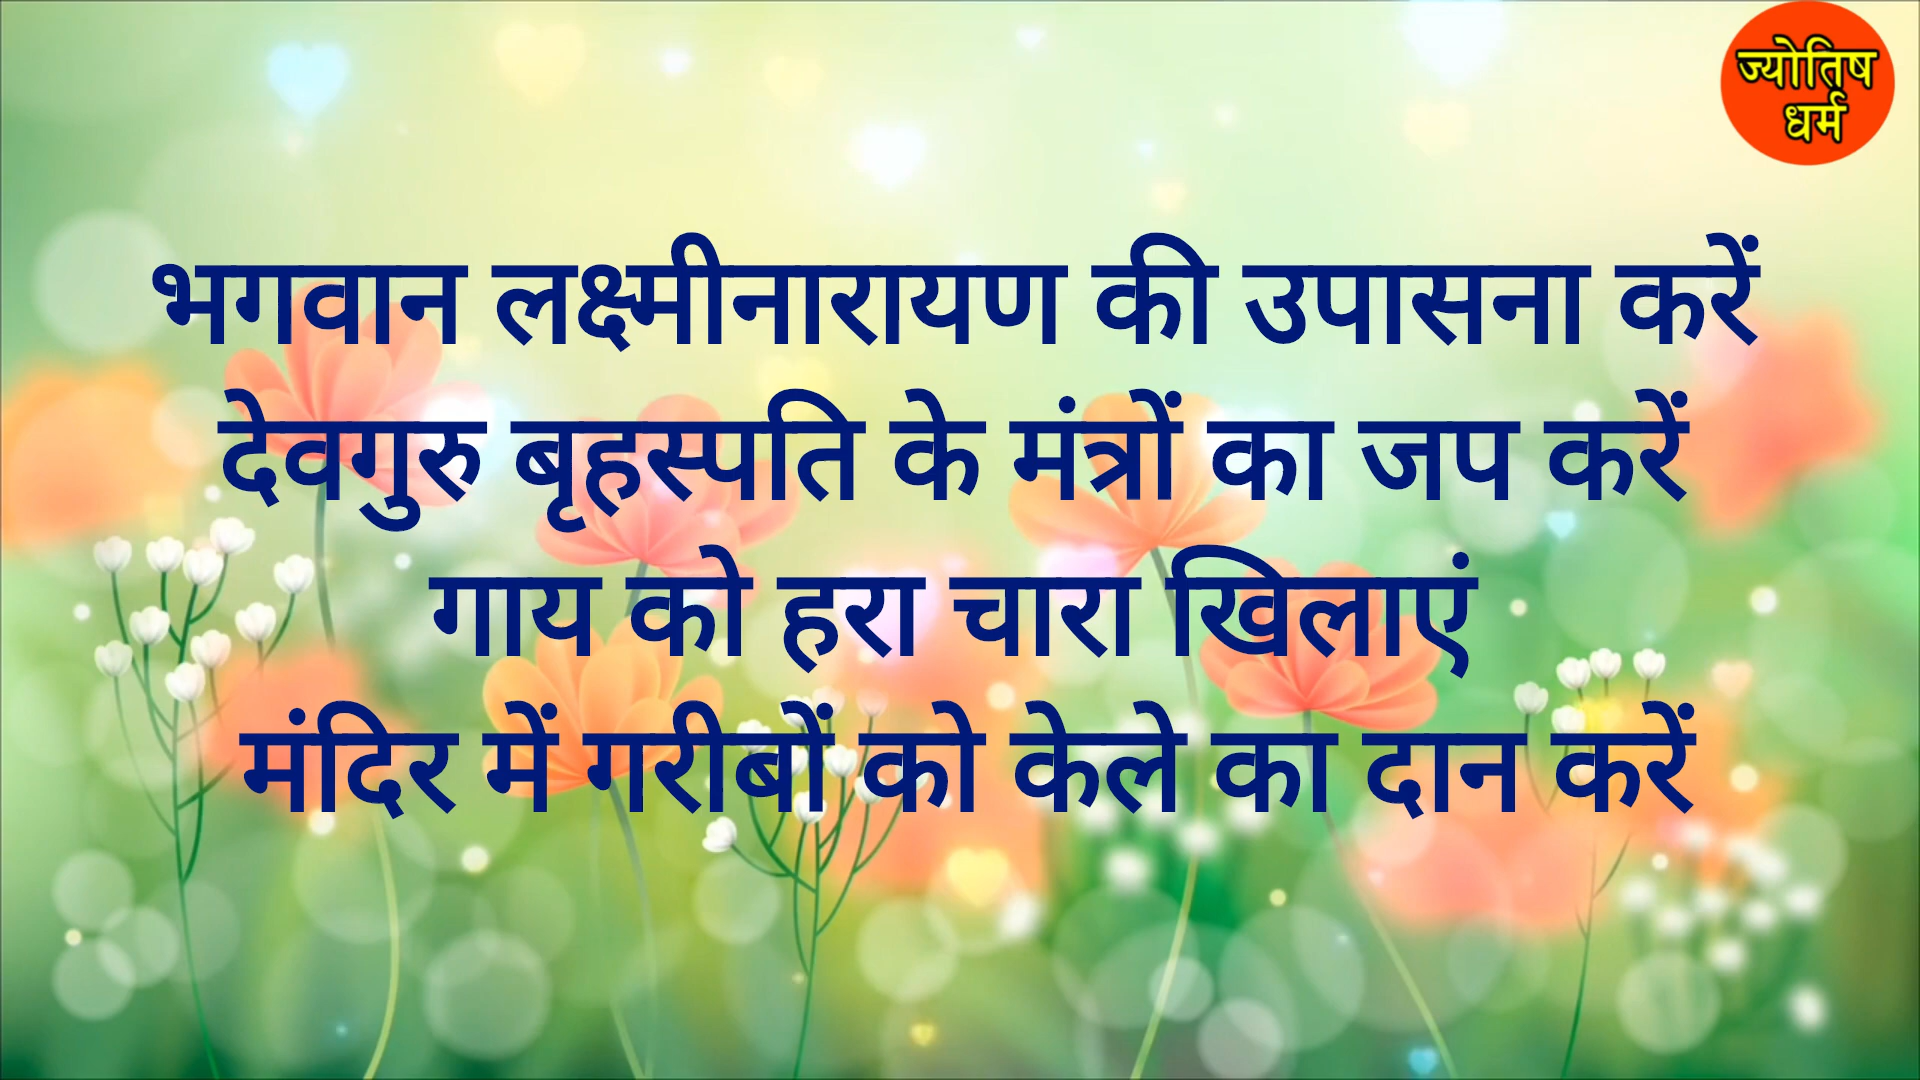 ज्योतिष
धर्म
भगवान लक्ष्मीनारायण की उपासना करें
देवगुरु बृहस्पति के मंत्रों का जप करें
गाय को हरा चारा खिलाएं
मंदिर में गरीबों को केले का दान करें